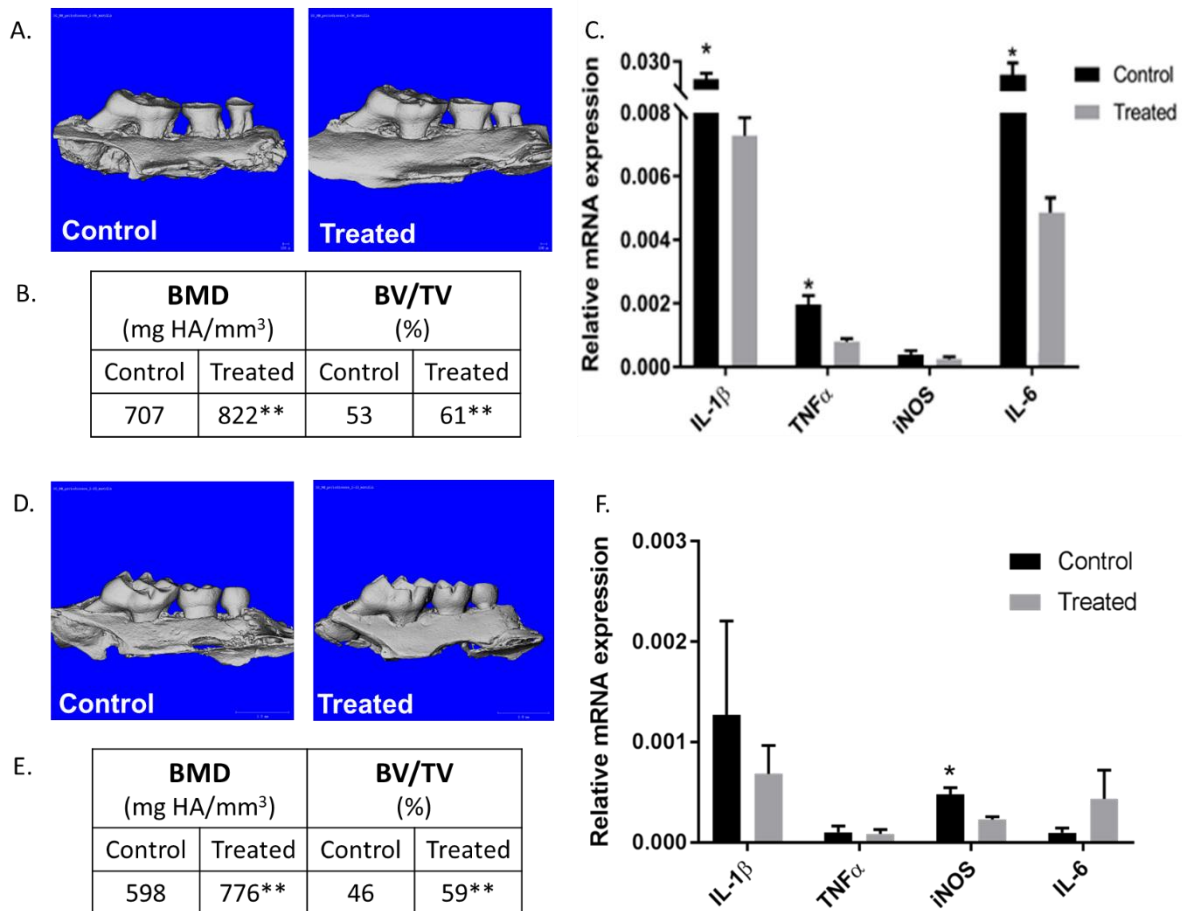 A.
Control
Treated
B.
BMD
(mg HA/mm³)
BV/TV
(%)
Control
Treated
Control
Treated
707
822**
53
61**
C.
Relative mRNA expression
0.030
0.008
0.006
0.004
0.002
0.000
*
*
*
Control
Treated
IL-1β
TNFα
iNOS
IL-6
D.
Control
Treated
E.
BMD
(mg HA/mm³)
BV/TV
(%)
Control
Treated
Control
Treated
598
776**
46
59**
F.
Relative mRNA expression
0.003
0.002
0.001
0.000
*
Control
Treated
IL-1β
TNFα
iNOS
IL-6